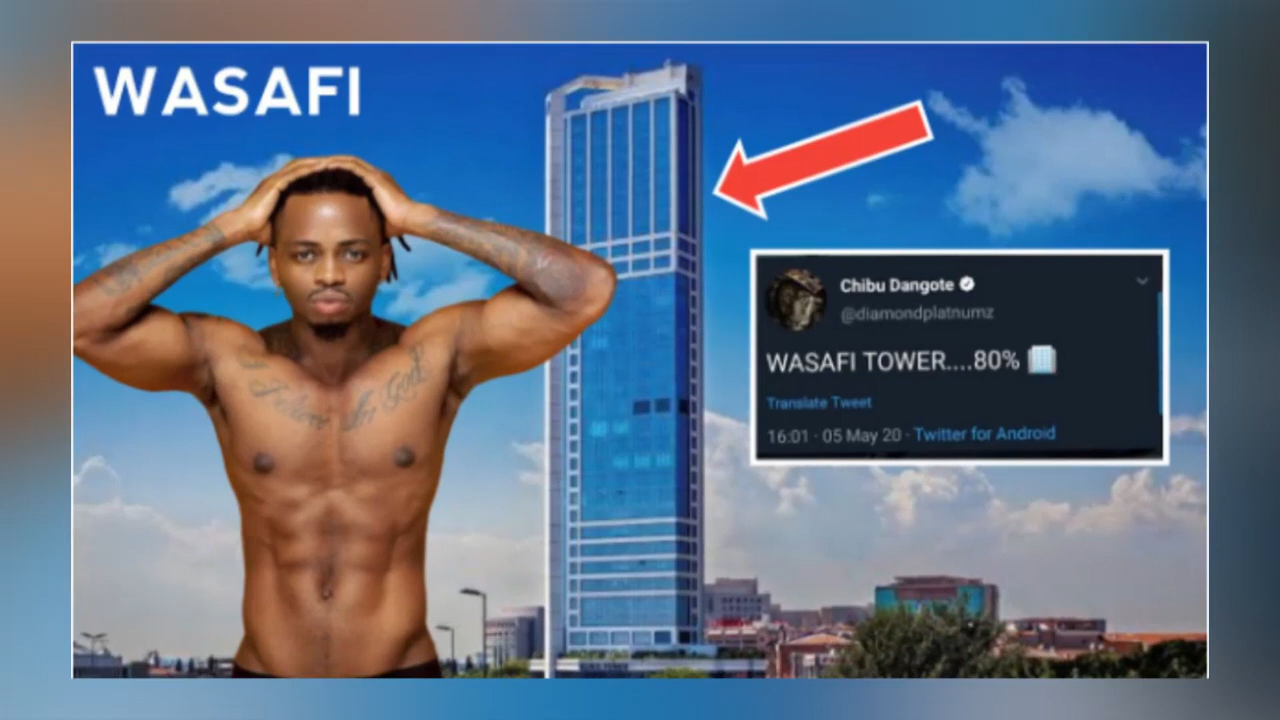 WASAFI
Chibu Dangote
@diamondplatnumz
WASAFI TOWER....80%
Translate Tweet
16:01 · 05 May 20 · Twitter for Android